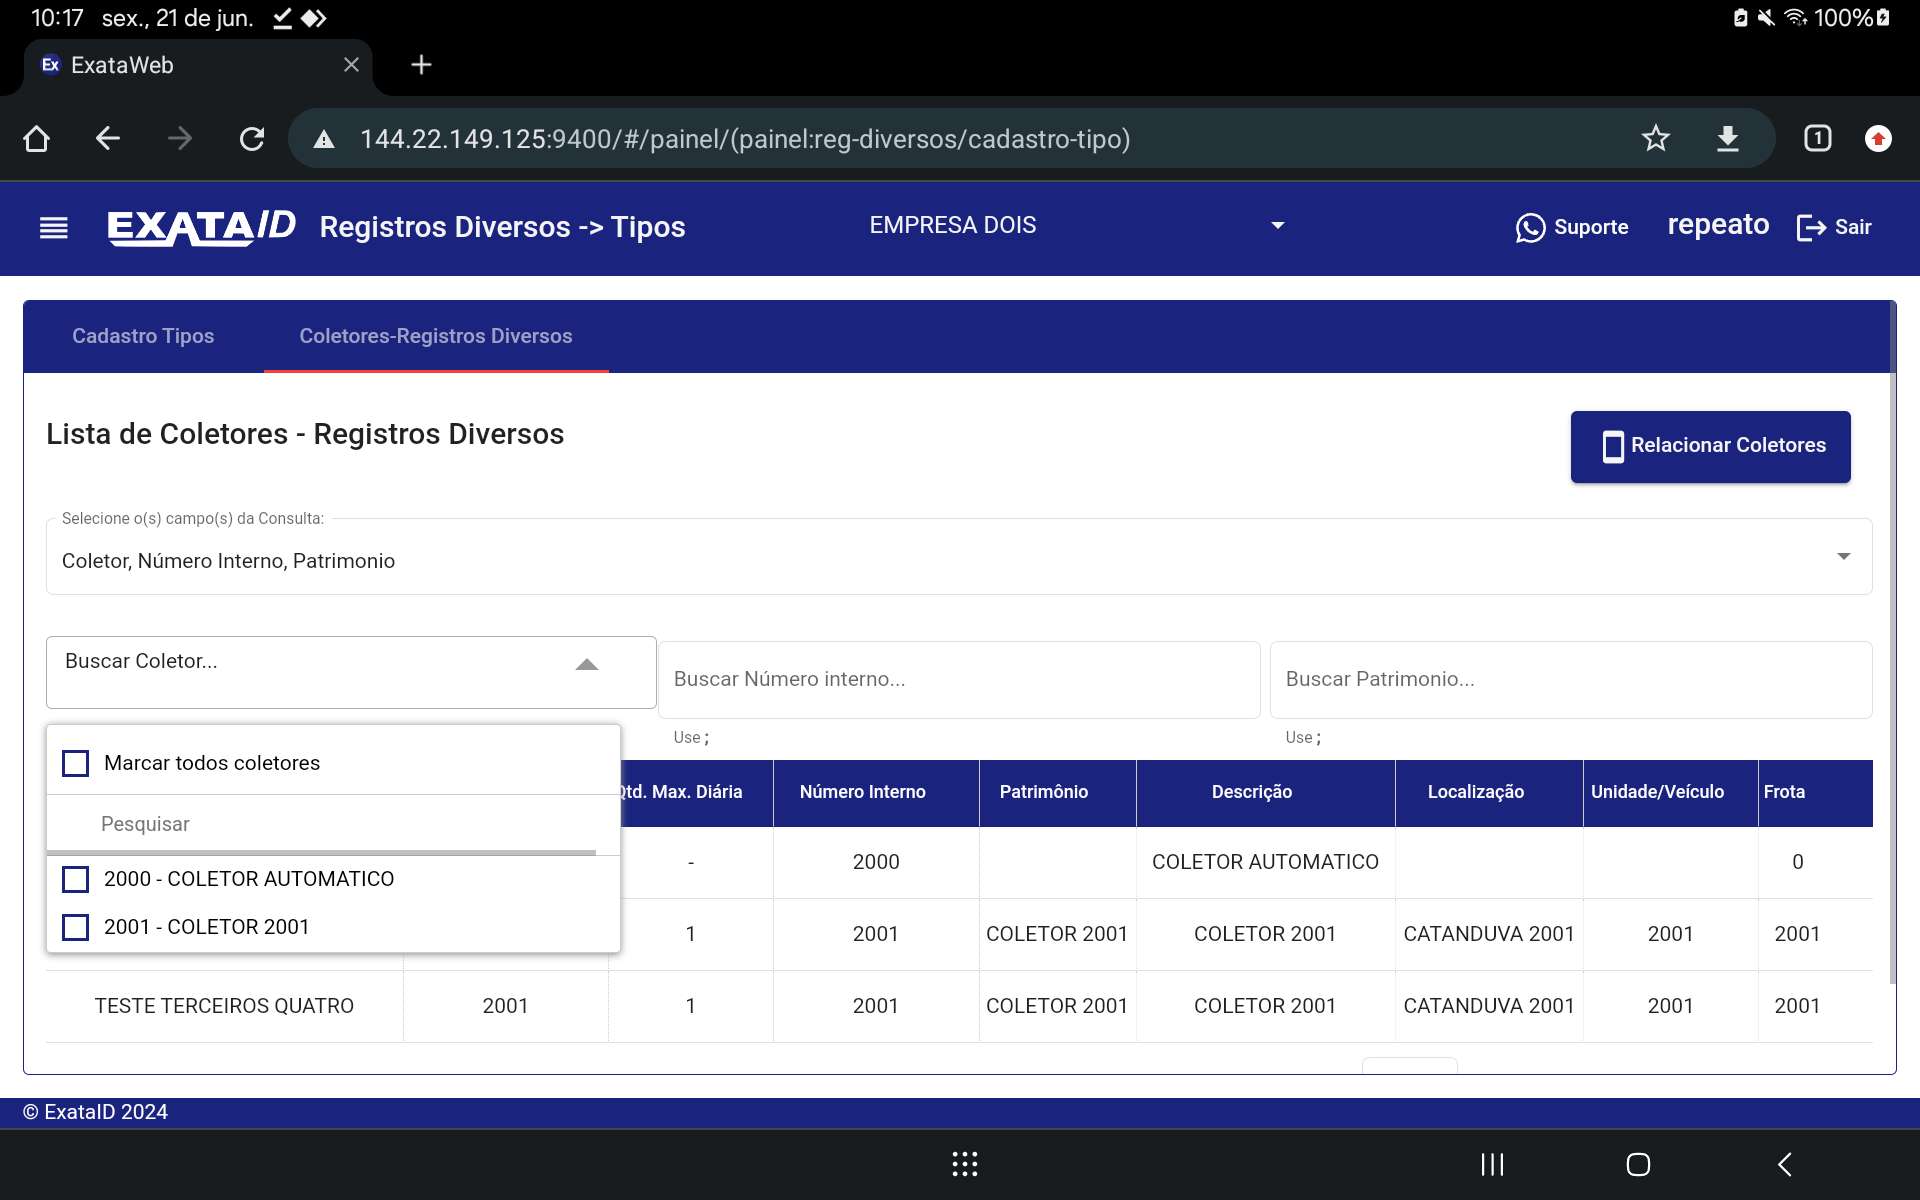 10:17 sex., 21 de jun. 100%
Ex ExataWeb
144.22.149.125:9400/#/painel/(painel:reg-diversos/cadastro-tipo) 1
EXATA/D Registros Diversos -> Tipos EMPRESA DOIS Suporte repeato Sair
Cadastro Tipos Coletores-Registros Diversos
Lista de Coletores - Registros Diversos Relacionar Coletores
Selecione o(s) campo(s) da Consulta:
Coletor, Número Interno, Patrimonio
Buscar Coletor... Buscar Número interno... Buscar Patrimonio...
Use ; Use ;
Marcar todos coletores
Pesquisar
2000 - COLETOR AUTOMATICO
2001 - COLETOR 2001
Qtd. Max. Diária Número Interno Patrimônio Descrição Localização Unidade/Veículo Frota
- 2000 COLETOR AUTOMATICO 0
1 2001 COLETOR 2001 COLETOR 2001 CATANDUVA 2001 2001 2001
TESTE TERCEIROS QUATRO 2001 1 2001 COLETOR 2001 COLETOR 2001 CATANDUVA 2001 2001 2001
© ExataID 2024